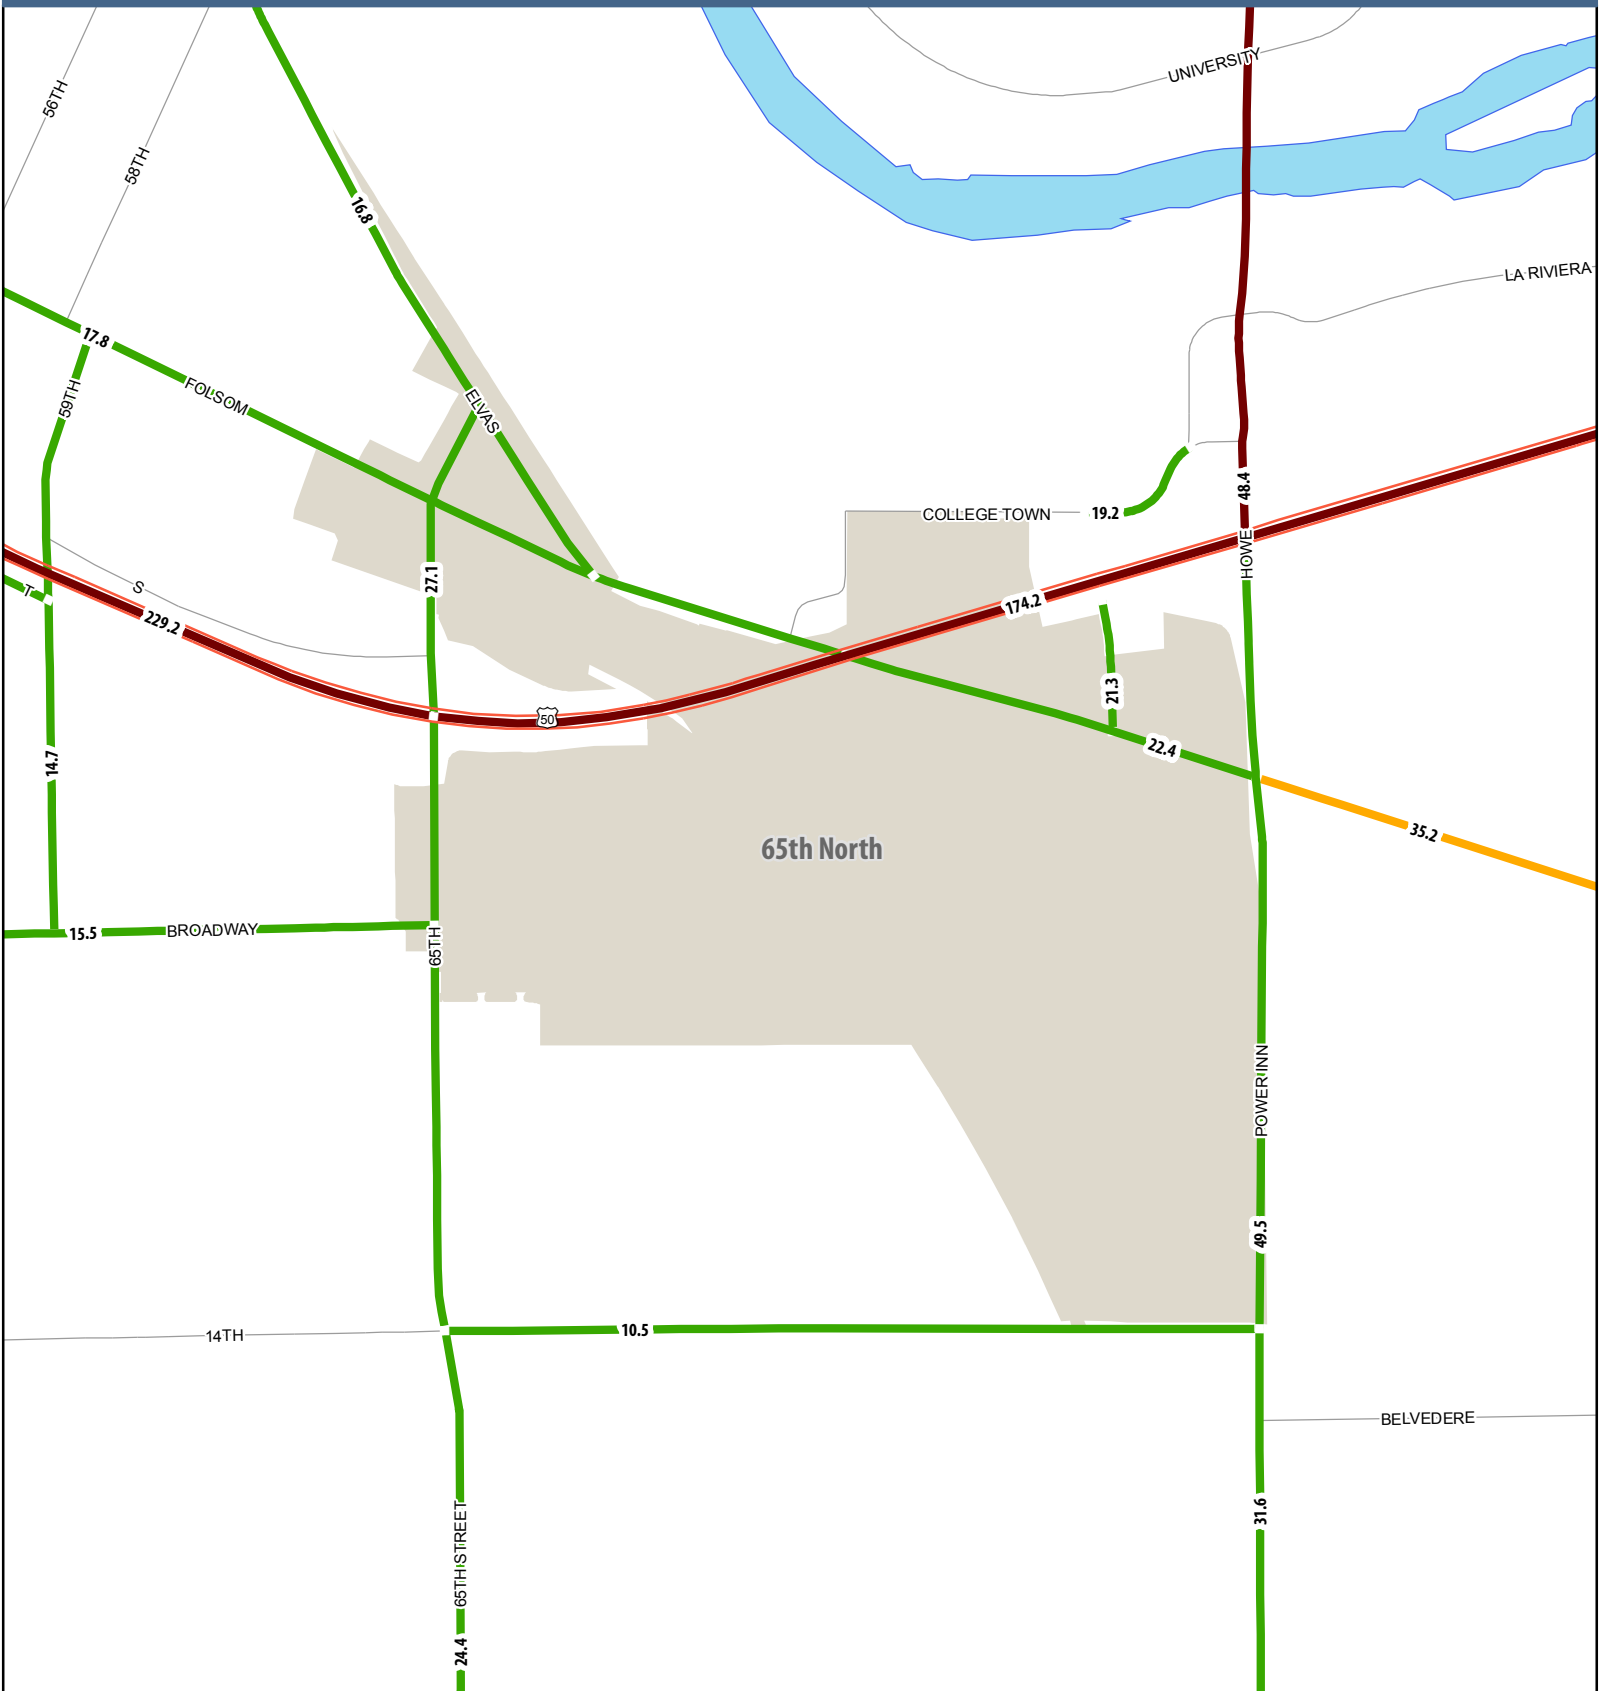 UNIVERSITY
56TH
58TH
16.8
LA RIVIERA
17.8
FOLSOM
59TH
ELVAS
48.4
COLLEGE TOWN
19.2
HOWE
27.1
S
T
174.2
229.2
21.3
50
22.4
14.7
35.2
65th North
15.5
BROADWAY
65TH
POWER INN
49.5
10.5
14TH
BELVEDERE
31.6
65TH STREET
24.4